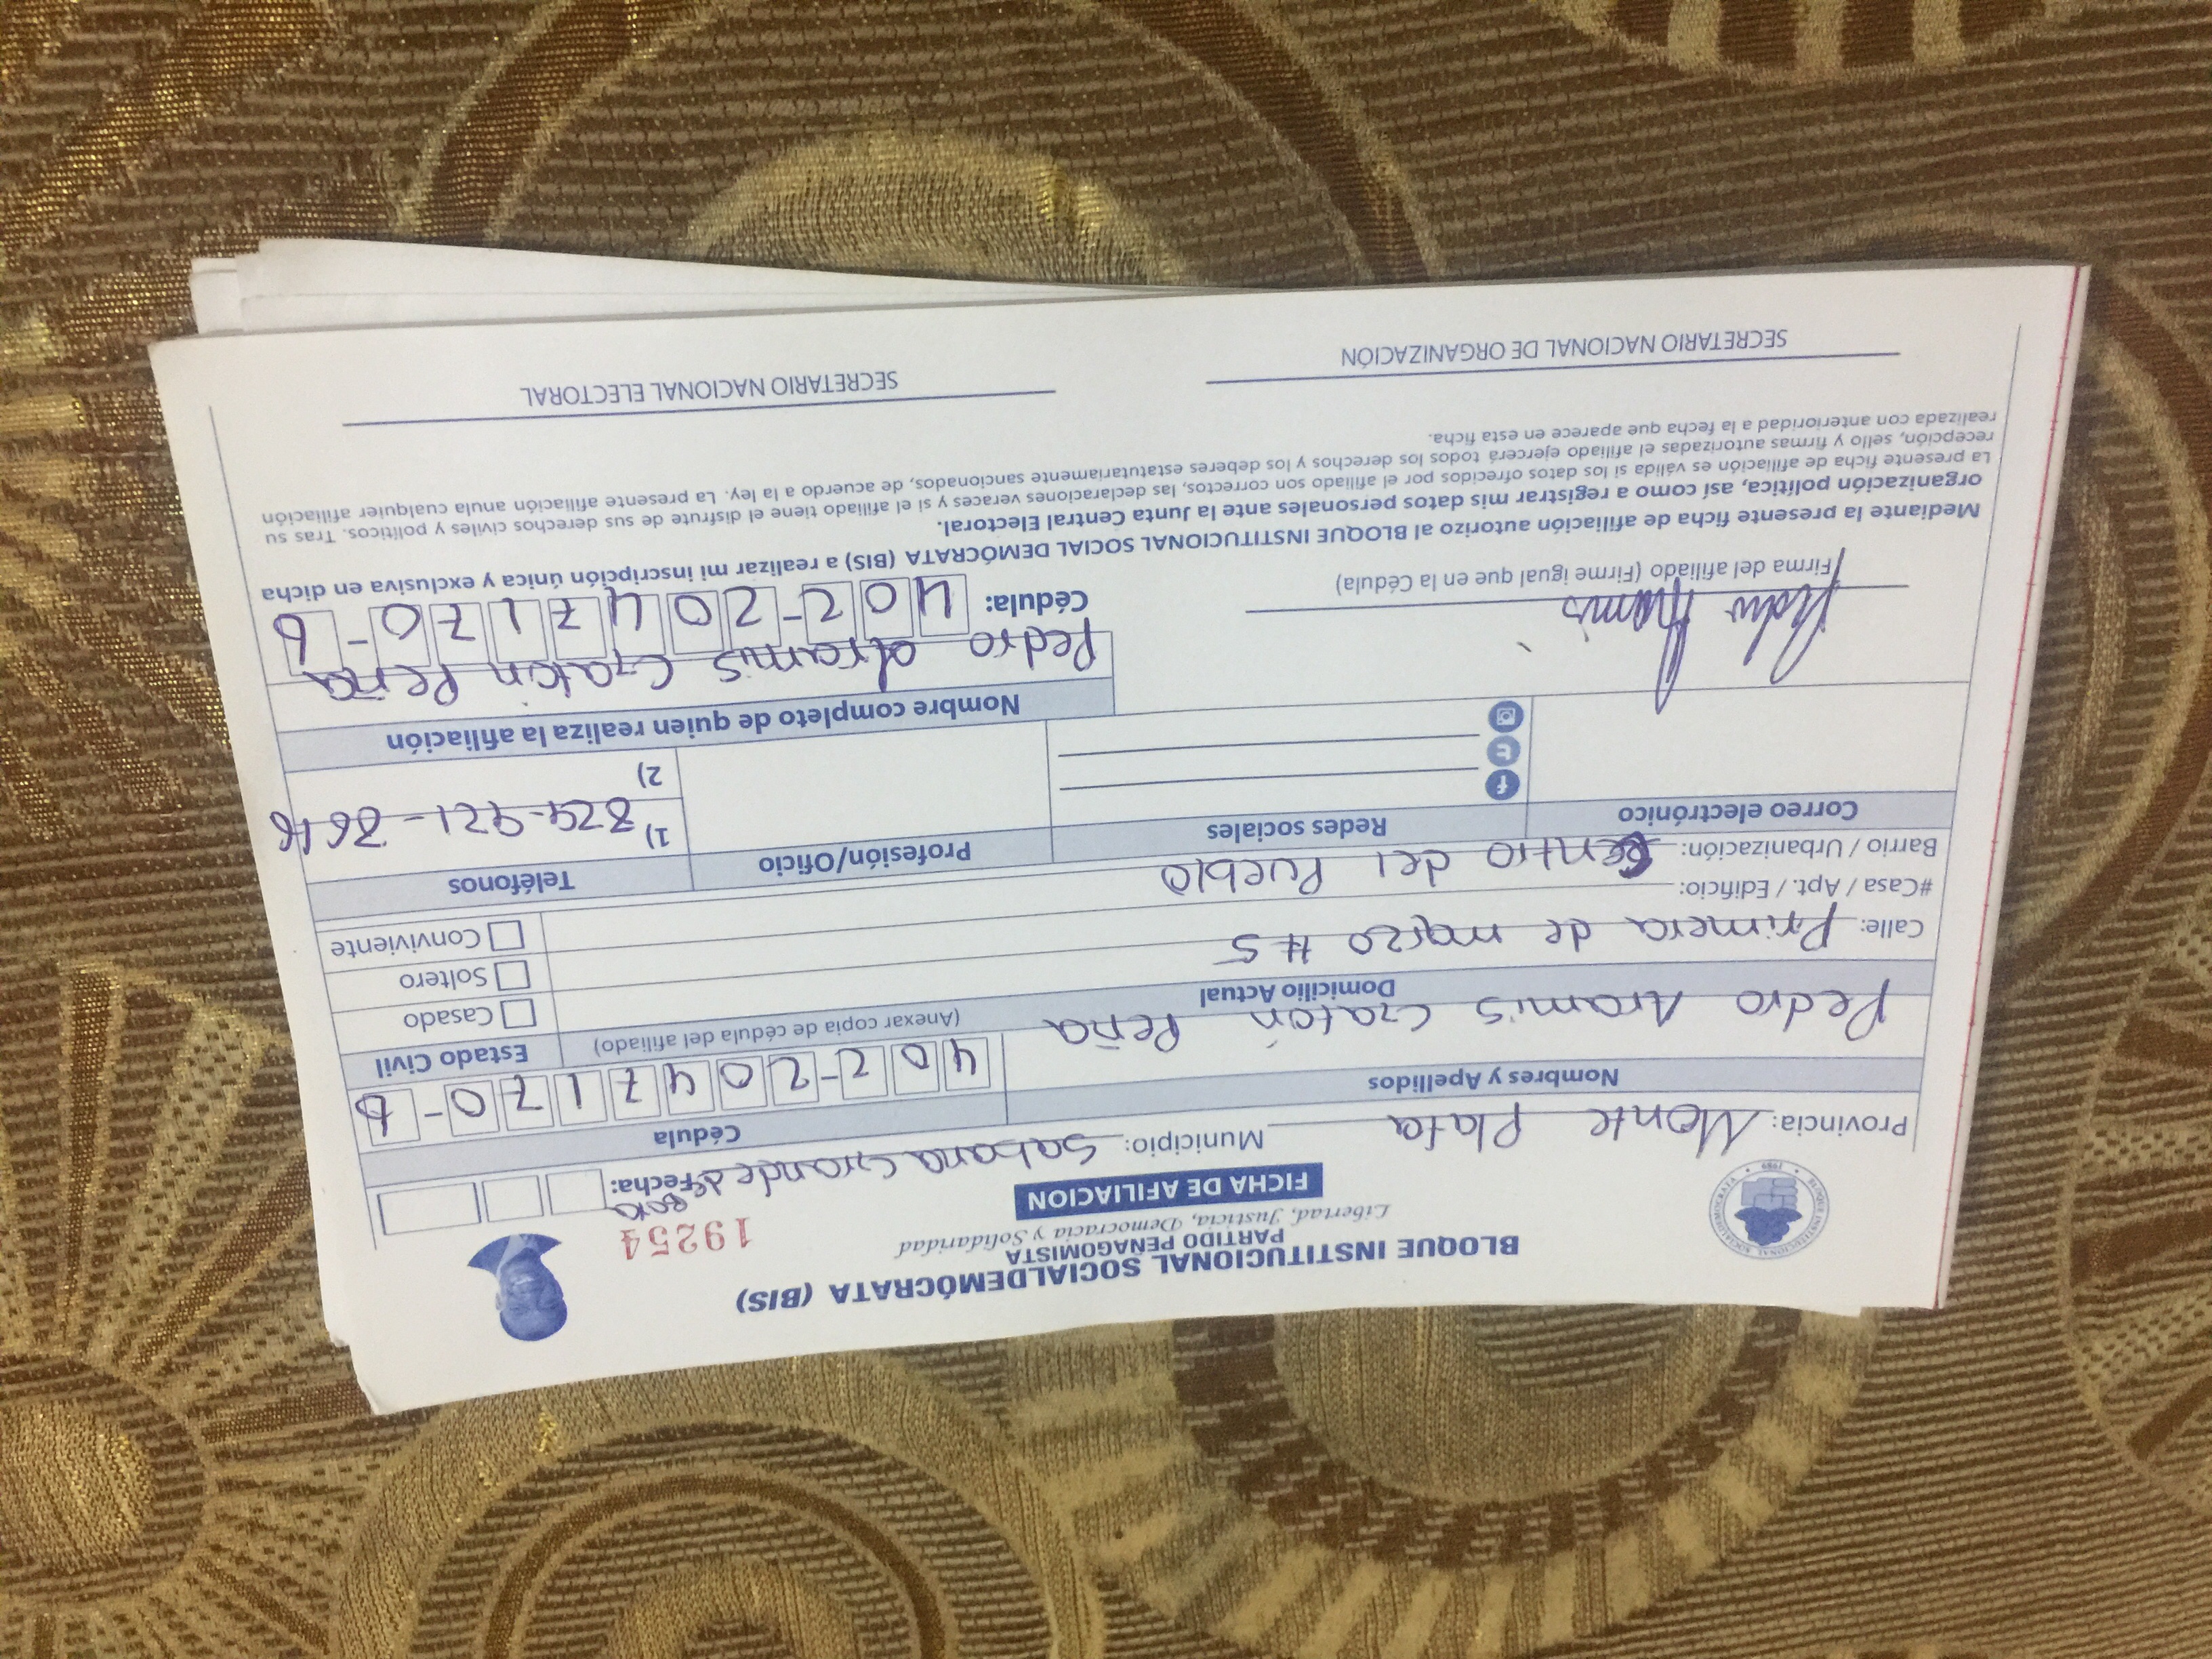 BLOQUE INSTITUCIONAL SOCIALDEMÓCRATA (BIS)
PARTIDO PEÑAGOMISTA
Libertad, Justicia, Democracia y Solidaridad
19254
FICHA DE AFILIACION
Provincia: Monte Plata Municipio: Sabana Grande de Boya Fecha:
Nombres y Apellidos Cédula
Pedro Aramis Gratón Peña 402-2047170-6
(Anexar copia de cédula del afiliado) Estado Civil
Domicilio Actual
Casado
Calle: Primera de marzo #5
Soltero
#Casa / Apt. / Edificio:
Conviviente
Barrio / Urbanización: Centro del Pueblo
Correo electrónico Redes sociales Profesión/Oficio Teléfonos
1) 829-921-8616
2)
Nombre completo de quien realiza la afiliación
Pedro aramis Gratón Peña
Pedro Aramis
Firma del afiliado (Firme igual que en la Cédula)
Cédula: 402-2047170-6
Mediante la presente ficha de afiliación autorizo al BLOQUE INSTITUCIONAL SOCIAL DEMÓCRATA (BIS) a realizar mi inscripción única y exclusiva en dicha
organización política, así como a registrar mis datos personales ante la Junta Central Electoral.
La presente ficha de afiliación es válida si los datos ofrecidos por el afiliado son correctos, las declaraciones veraces y si el afiliado tiene el disfrute de sus derechos civiles y políticos. Tras su
recepción, sello y firmas autorizadas el afiliado ejercerá todos los derechos y los deberes estatutariamente sancionados, de acuerdo a la ley. La presente afiliación anula cualquier afiliación
realizada con anterioridad a la fecha que aparece en esta ficha.
SECRETARIO NACIONAL DE ORGANIZACIÓN SECRETARIO NACIONAL ELECTORAL